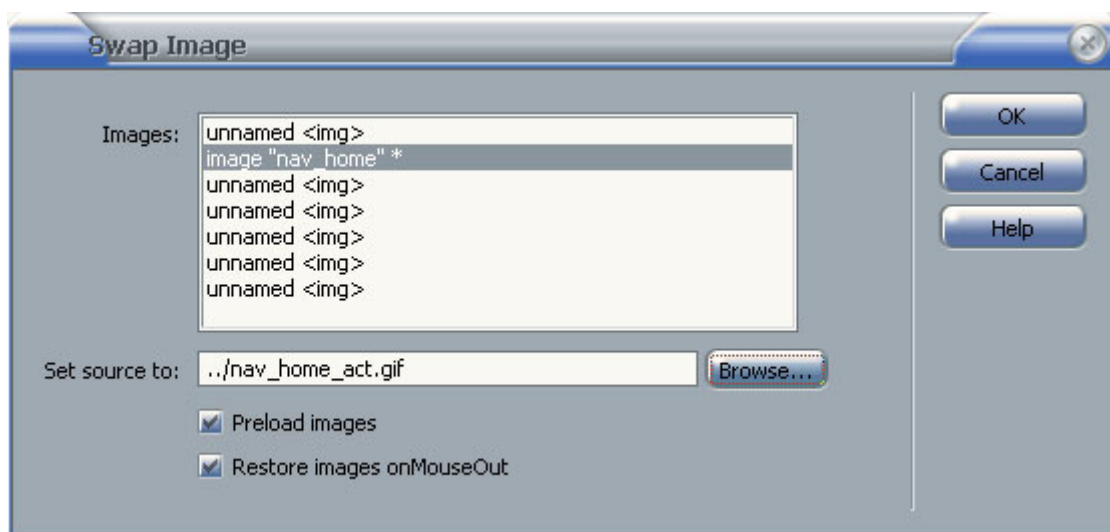 Swap Image
Images:
unnamed <img>
image "nav_home" *
unnamed <img>
unnamed <img>
unnamed <img>
unnamed <img>
unnamed <img>
Set source to:
../nav_home_act.gif
Browse...
Preload images
Restore images onMouseOut
OK
Cancel
Help